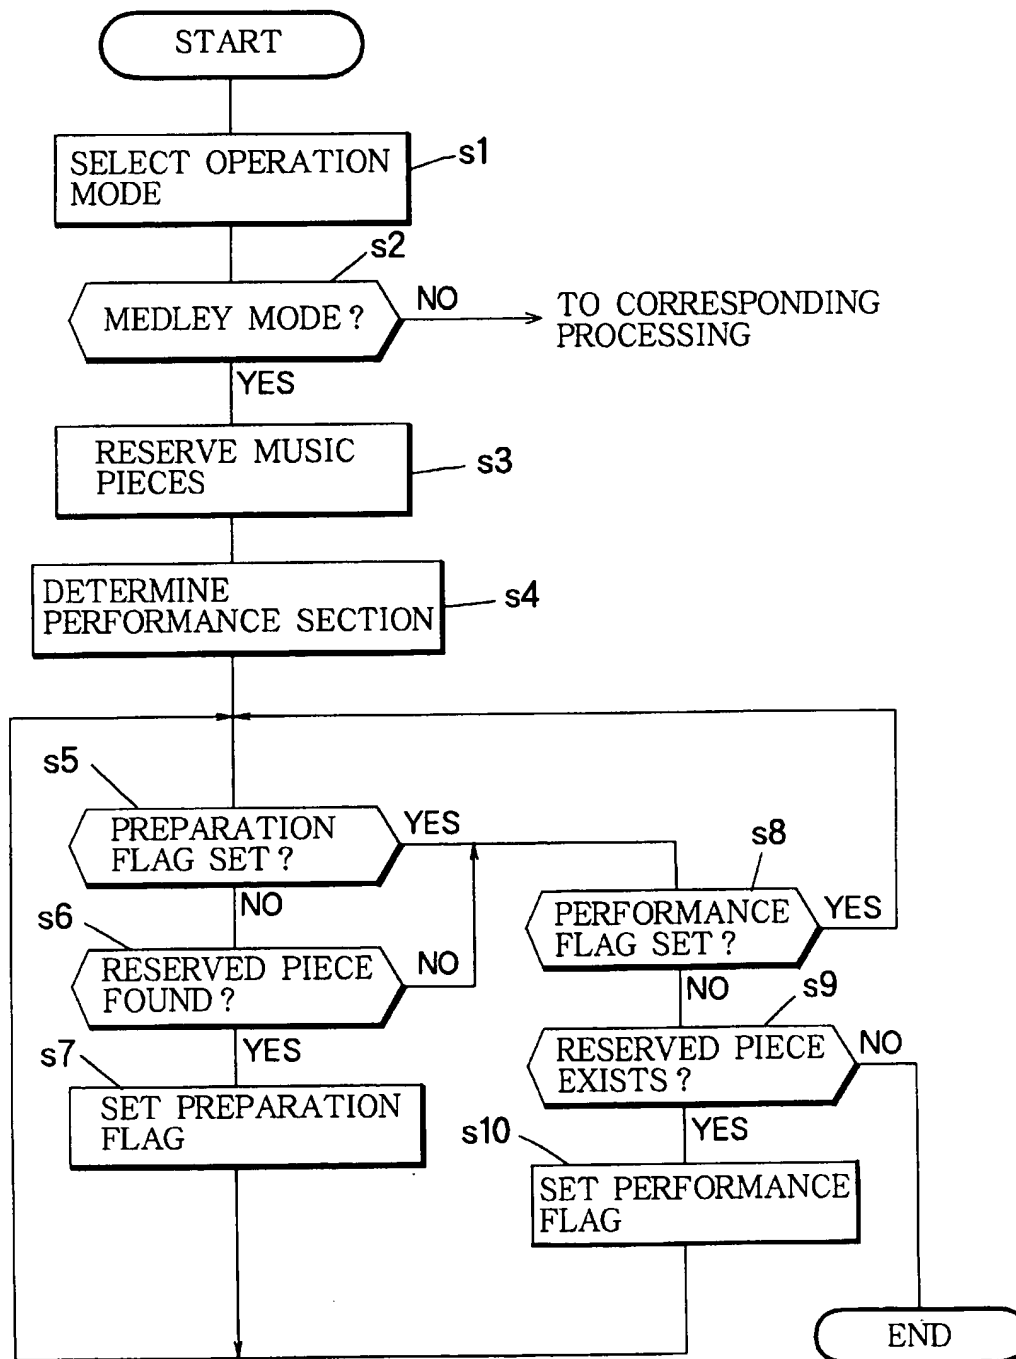 START
SELECT OPERATION
MODE
s1
s2
MEDLEY MODE?
NO
TO CORRESPONDING
PROCESSING
YES
RESERVE MUSIC
PIECES
s3
DETERMINE
PERFORMANCE SECTION
s4
s5
PREPARATION
FLAG SET?
YES
NO
s6
RESERVED PIECE
FOUND?
NO
YES
s7
SET PREPARATION
FLAG
s8
PERFORMANCE
FLAG SET?
YES
NO
s9
RESERVED PIECE
EXISTS?
NO
YES
s10
SET PERFORMANCE
FLAG
END